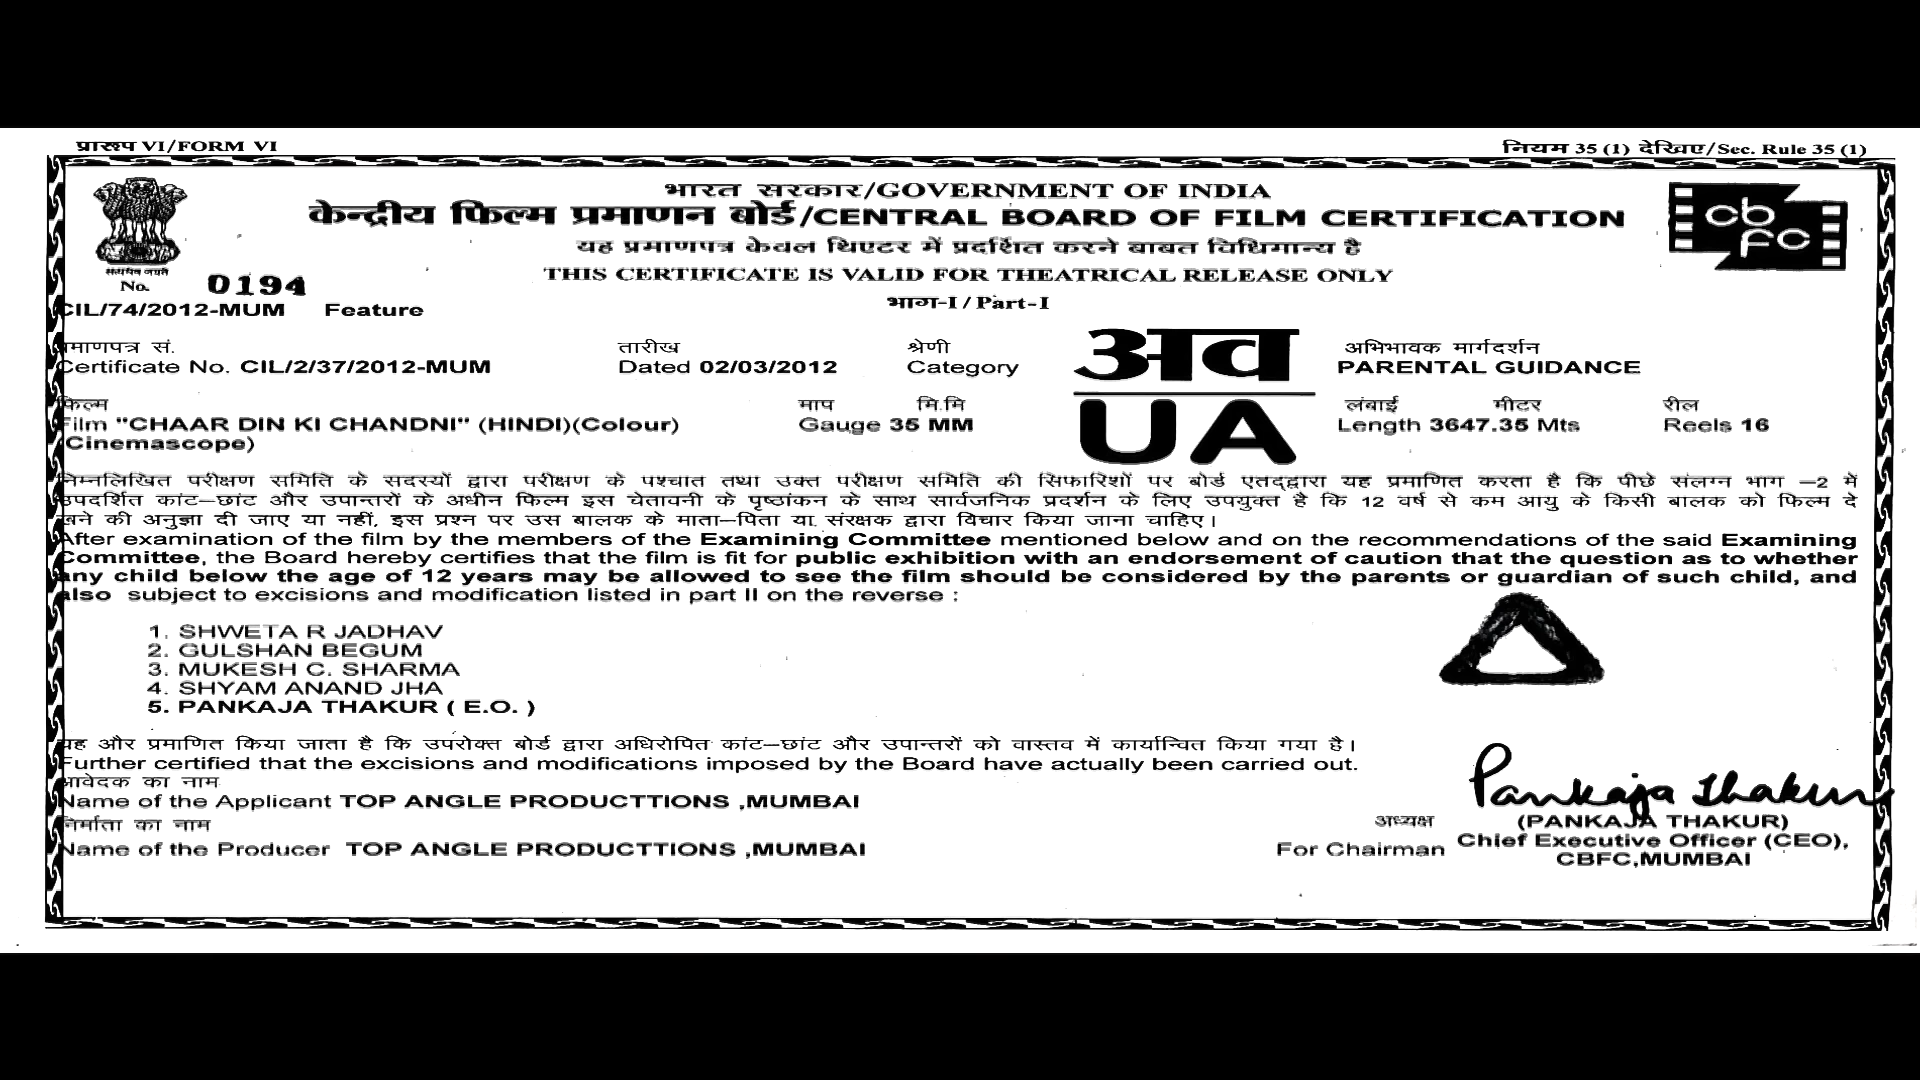 प्रारूप VI/FORM VI
नियम 35 (1) देखिए/Sec. Rule 35 (1)
भारत सरकार/GOVERNMENT OF INDIA
केन्द्रीय फिल्म प्रमाणन बोर्ड/CENTRAL BOARD OF FILM CERTIFICATION
cb
fc
यह प्रमाणपत्र केवल थिएटर में प्रदर्शित करने बाबत विधिमान्य है
सत्यमेव जयते
THIS CERTIFICATE IS VALID FOR THEATRICAL RELEASE ONLY
No. 0194
भाग-I / Part-I
CIL/74/2012-MUM Feature
प्रमाणपत्र सं. तारीख श्रेणी अव अभिभावक मार्गदर्शन
Certificate No. CIL/2/37/2012-MUM Dated 02/03/2012 Category PARENTAL GUIDANCE
फिल्म माप मि.मि UA लंबाई मीटर रील
Film "CHAAR DIN KI CHANDNI" (HINDI)(Colour) Gauge 35 MM Length 3647.35 Mts Reels 16
(Cinemascope)
निम्नलिखित परीक्षण समिति के सदस्यों द्वारा परीक्षण के पश्चात तथा उक्त परीक्षण समिति की सिफारिशों पर बोर्ड एतद्द्वारा यह प्रमाणित करता है कि पीछे संलग्न भाग –2 में
उपदर्शित कांट–छांट और उपान्तरों के अधीन फिल्म इस चेतावनी के पृष्ठांकन के साथ सार्वजनिक प्रदर्शन के लिए उपयुक्त है कि 12 वर्ष से कम आयु के किसी बालक को फिल्म दे
खने की अनुज्ञा दी जाए या नहीं, इस प्रश्न पर उस बालक के माता–पिता या संरक्षक द्वारा विचार किया जाना चाहिए।
After examination of the film by the members of the Examining Committee mentioned below and on the recommendations of the said Examining
Committee, the Board hereby certifies that the film is fit for public exhibition with an endorsement of caution that the question as to whether
any child below the age of 12 years may be allowed to see the film should be considered by the parents or guardian of such child, and
also subject to excisions and modification listed in part II on the reverse :
1. SHWETA R JADHAV
2. GULSHAN BEGUM
3. MUKESH C. SHARMA
4. SHYAM ANAND JHA
5. PANKAJA THAKUR ( E.O. )
यह और प्रमाणित किया जाता है कि उपरोक्त बोर्ड द्वारा अधिरोपित कांट–छांट और उपान्तरों को वास्तव में कार्यान्वित किया गया है।
Further certified that the excisions and modifications imposed by the Board have actually been carried out.
आवेदक का नाम
Name of the Applicant TOP ANGLE PRODUCTTIONS ,MUMBAI
Pankaja Thakur
निर्माता का नाम
Name of the Producer TOP ANGLE PRODUCTTIONS ,MUMBAI
अध्यक्ष (PANKAJA THAKUR)
For Chairman Chief Executive Officer (CEO),
CBFC,MUMBAI